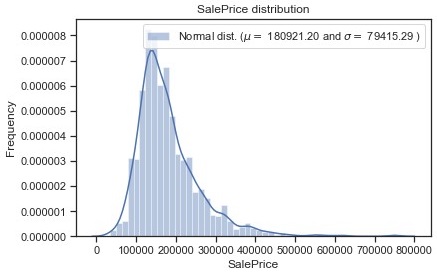 SalePrice distribution
Normal dist. (μ = 180921.20 and σ = 79415.29 )
Frequency
0.000008
0.000007
0.000006
0.000005
0.000004
0.000003
0.000002
0.000001
0.000000
0 100000 200000 300000 400000 500000 600000 700000 800000
SalePrice